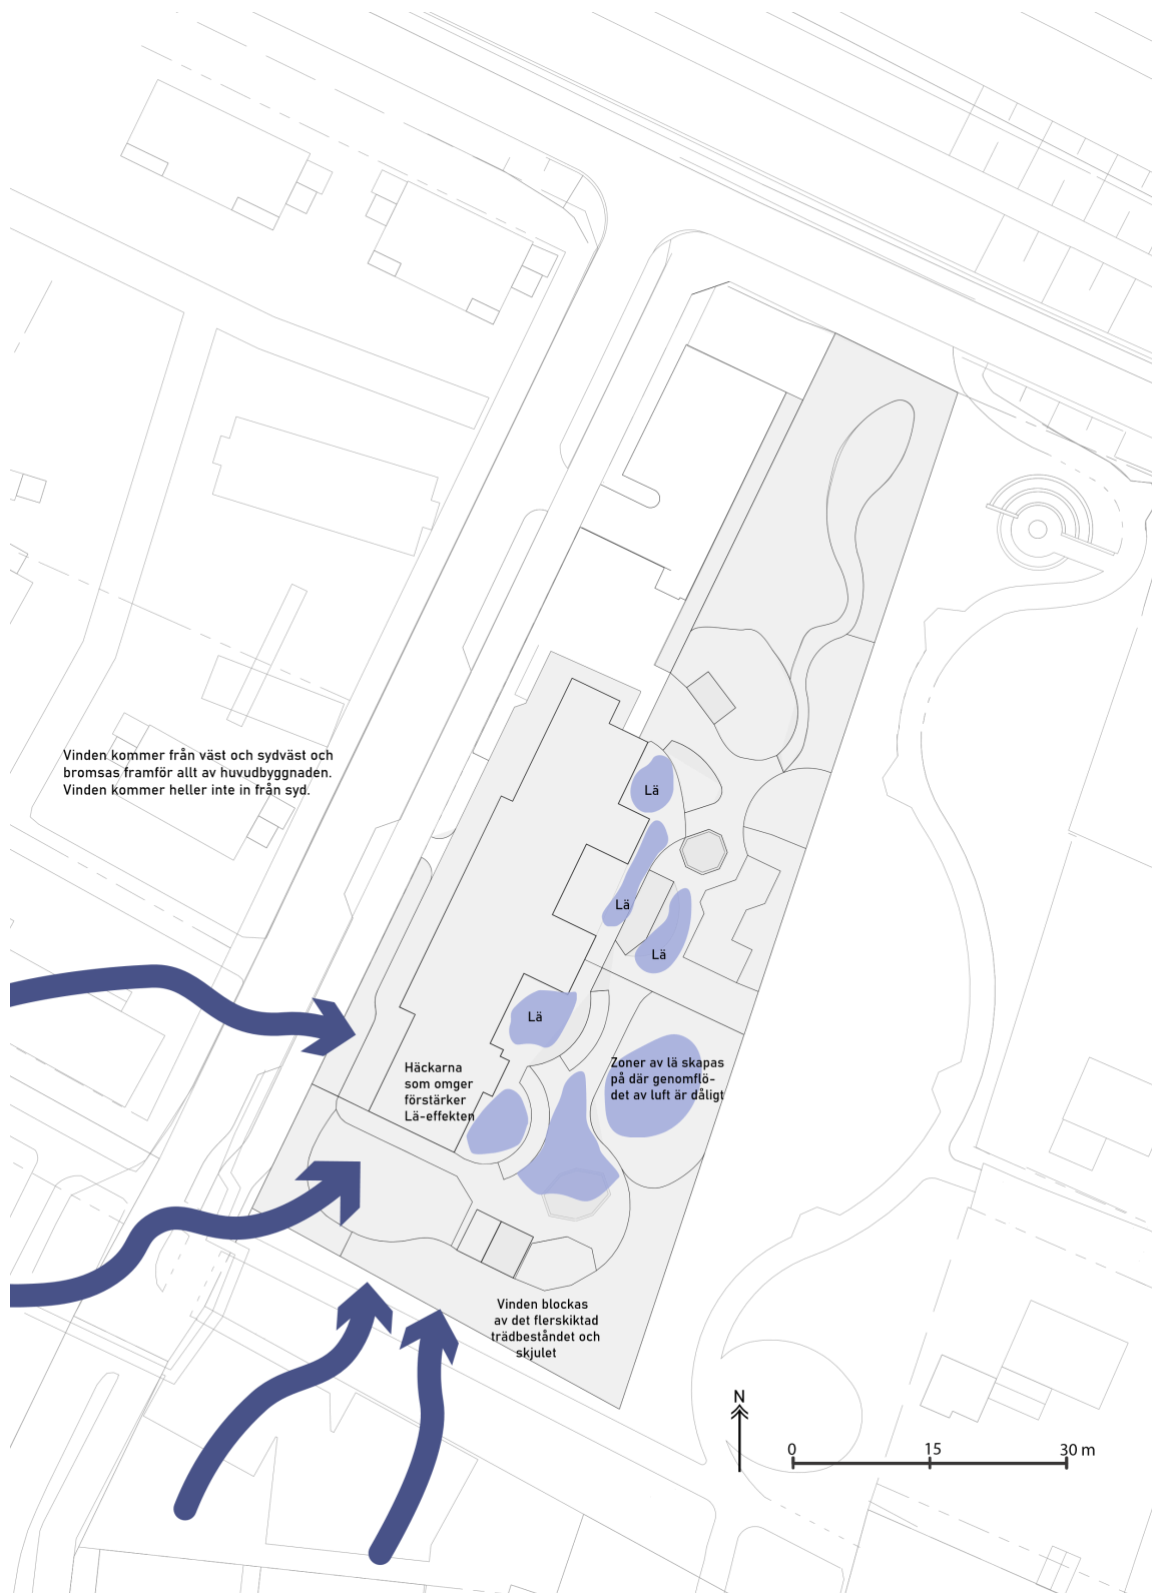 Vinden kommer från väst och sydväst och
bromsas framför allt av huvudbyggnaden.
Vinden kommer heller inte in från syd.
Lä
Lä
Lä
Lä
Häckarna
som omger
förstärker
Lä-effekten
Zoner av lä skapas
på där genomflö-
det av luft är dåligt
Vinden blockas
av det flerskiktad
trädbeståndet och
skjulet
N
0 15 30 m